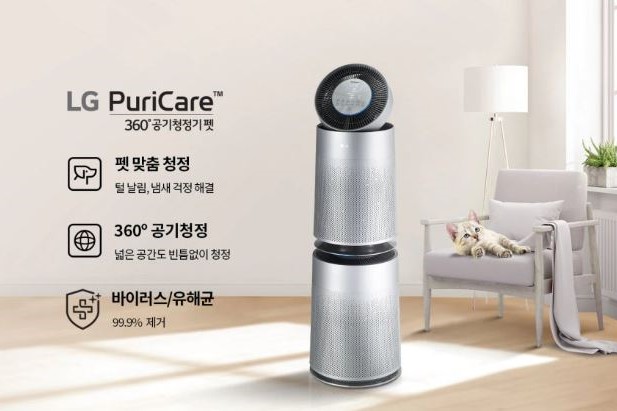 LG PuriCare™
360˚공기청정기 펫
펫 맞춤 청정
털 날림, 냄새 걱정 해결
360º 공기청정
넓은 공간도 빈틈없이 청정
바이러스/유해균
99.9% 제거